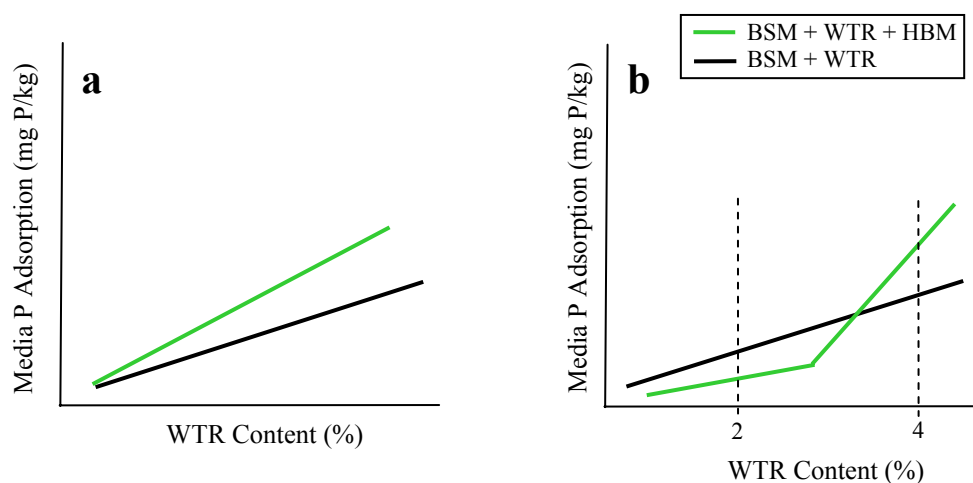 a
Media P Adsorption (mg P/kg)
WTR Content (%)
BSM + WTR + HBM
BSM + WTR
b
Media P Adsorption (mg P/kg)
2
4
WTR Content (%)